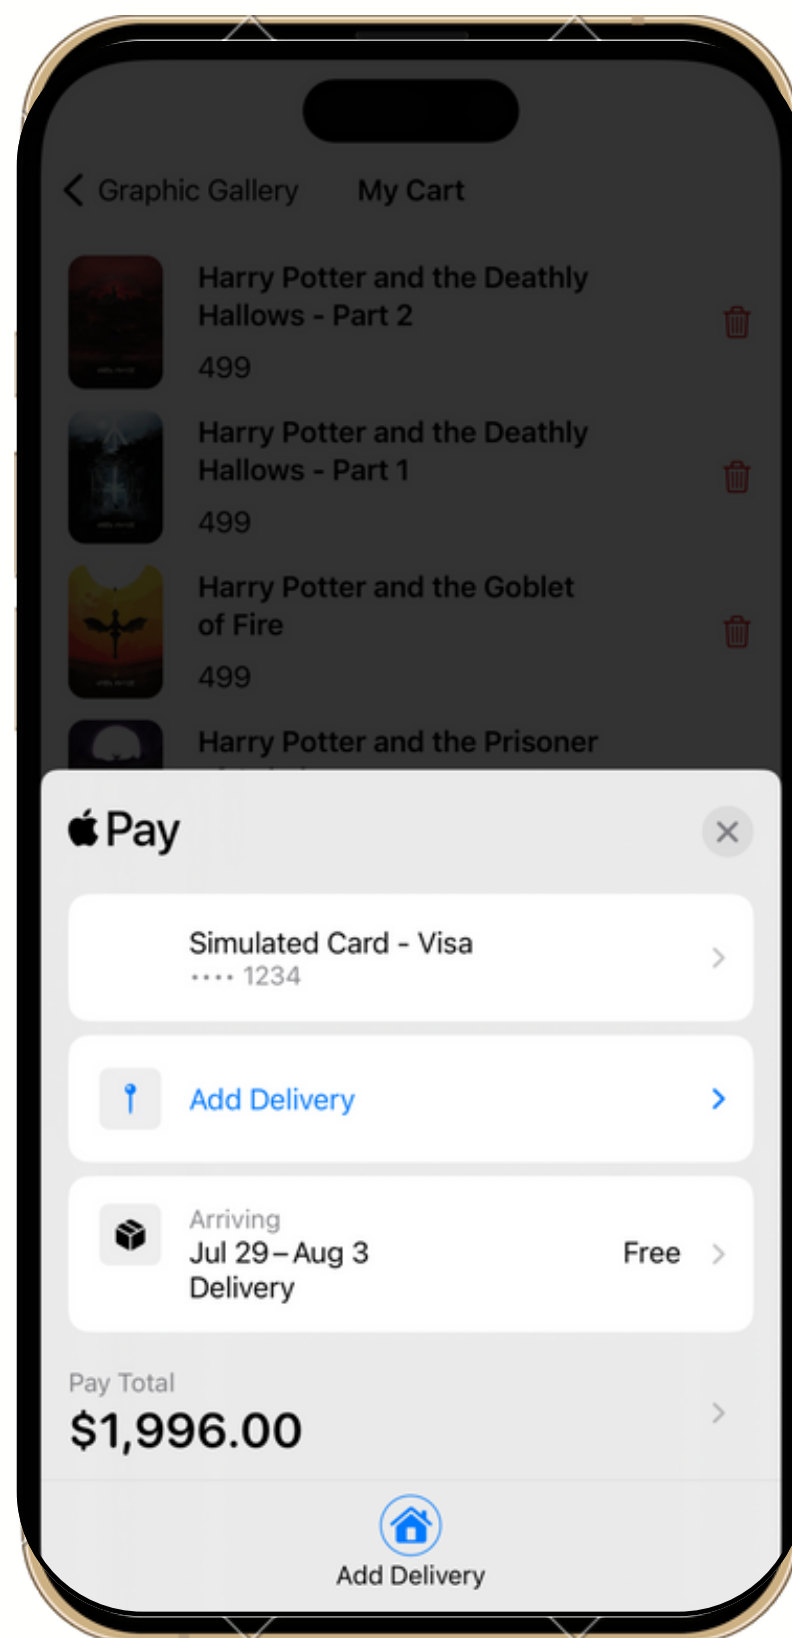 Graphic Gallery My Cart
Harry Potter and the Deathly
Hallows - Part 2
499
Harry Potter and the Deathly
Hallows - Part 1
499
Harry Potter and the Goblet
of Fire
499
Harry Potter and the Prisoner
Pay
Simulated Card - Visa
•••• 1234
Add Delivery
Arriving
Jul 29–Aug 3
Free
Delivery
Pay Total
$1,996.00
Add Delivery